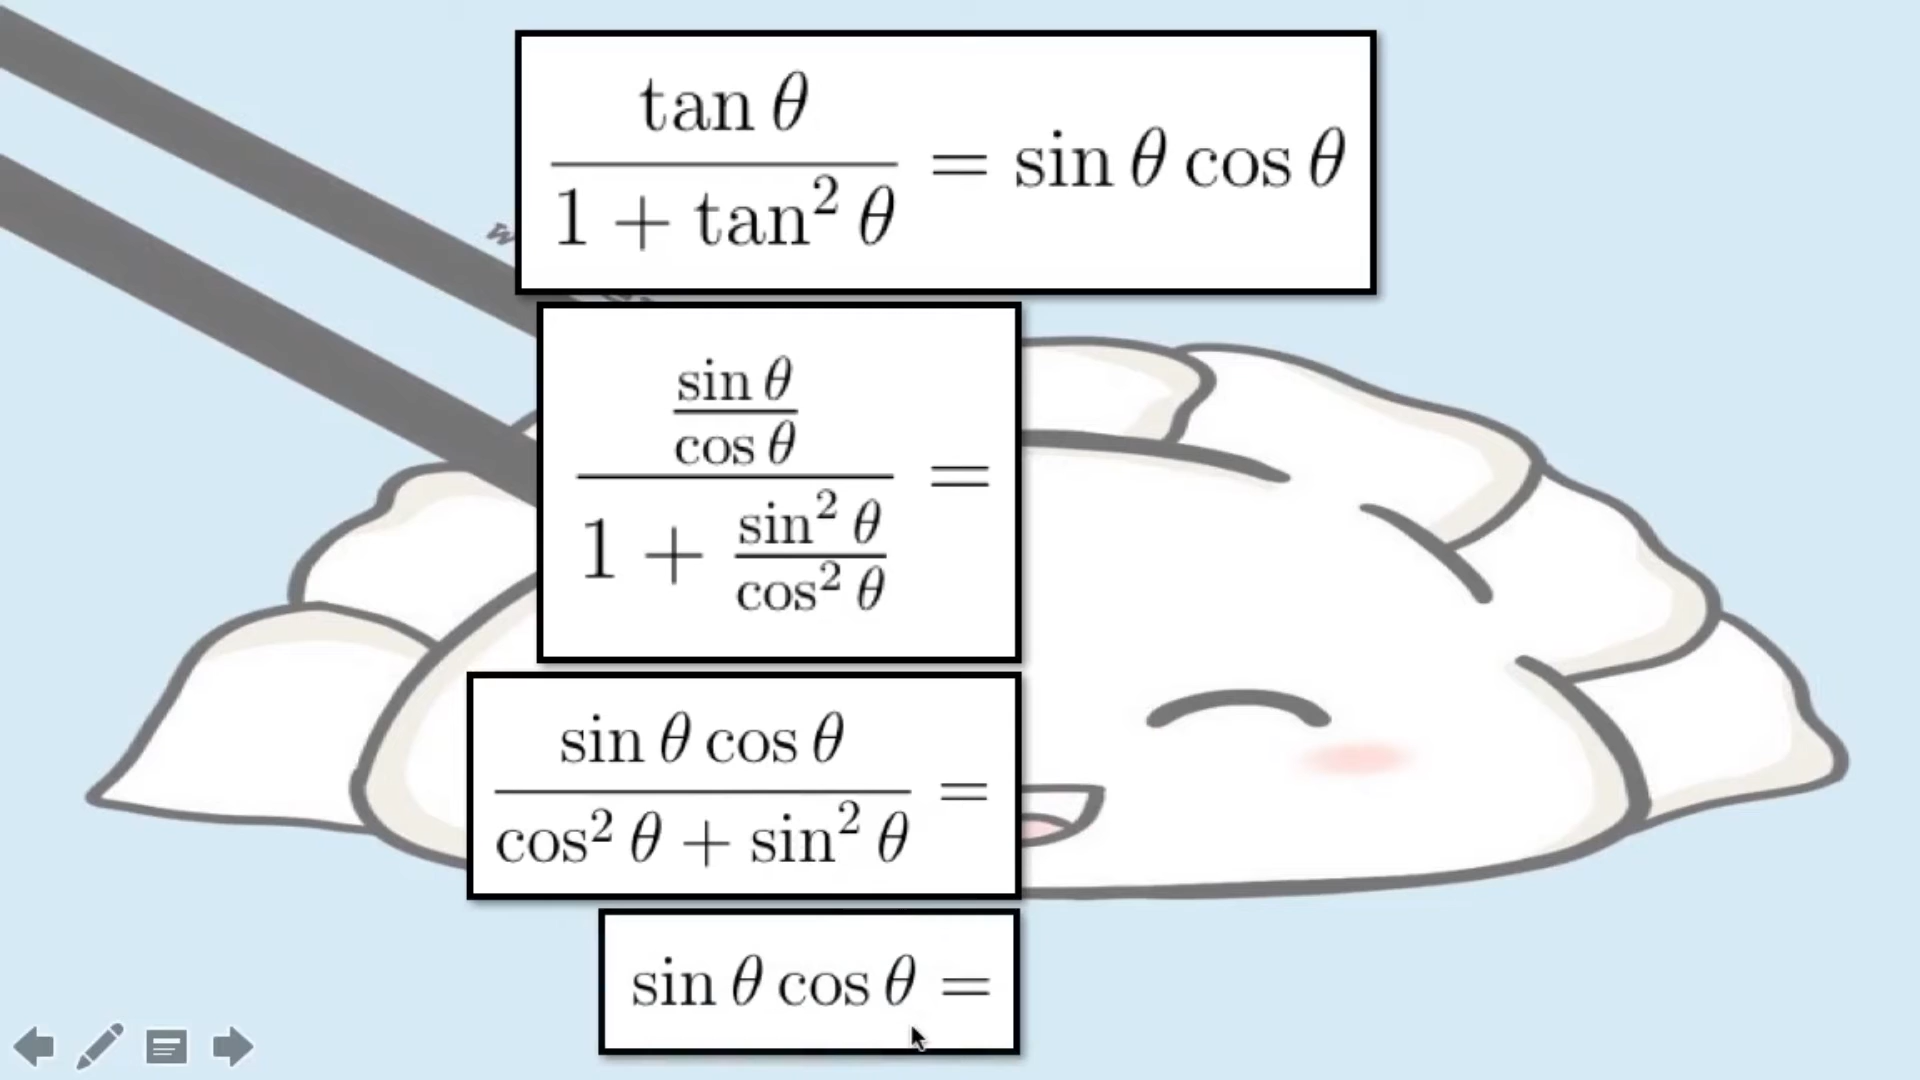 tan θ / (1 + tan² θ) = sin θ cos θ
(sin θ / cos θ) / (1 + sin² θ / cos² θ) =
sin θ cos θ / (cos² θ + sin² θ) =
sin θ cos θ =